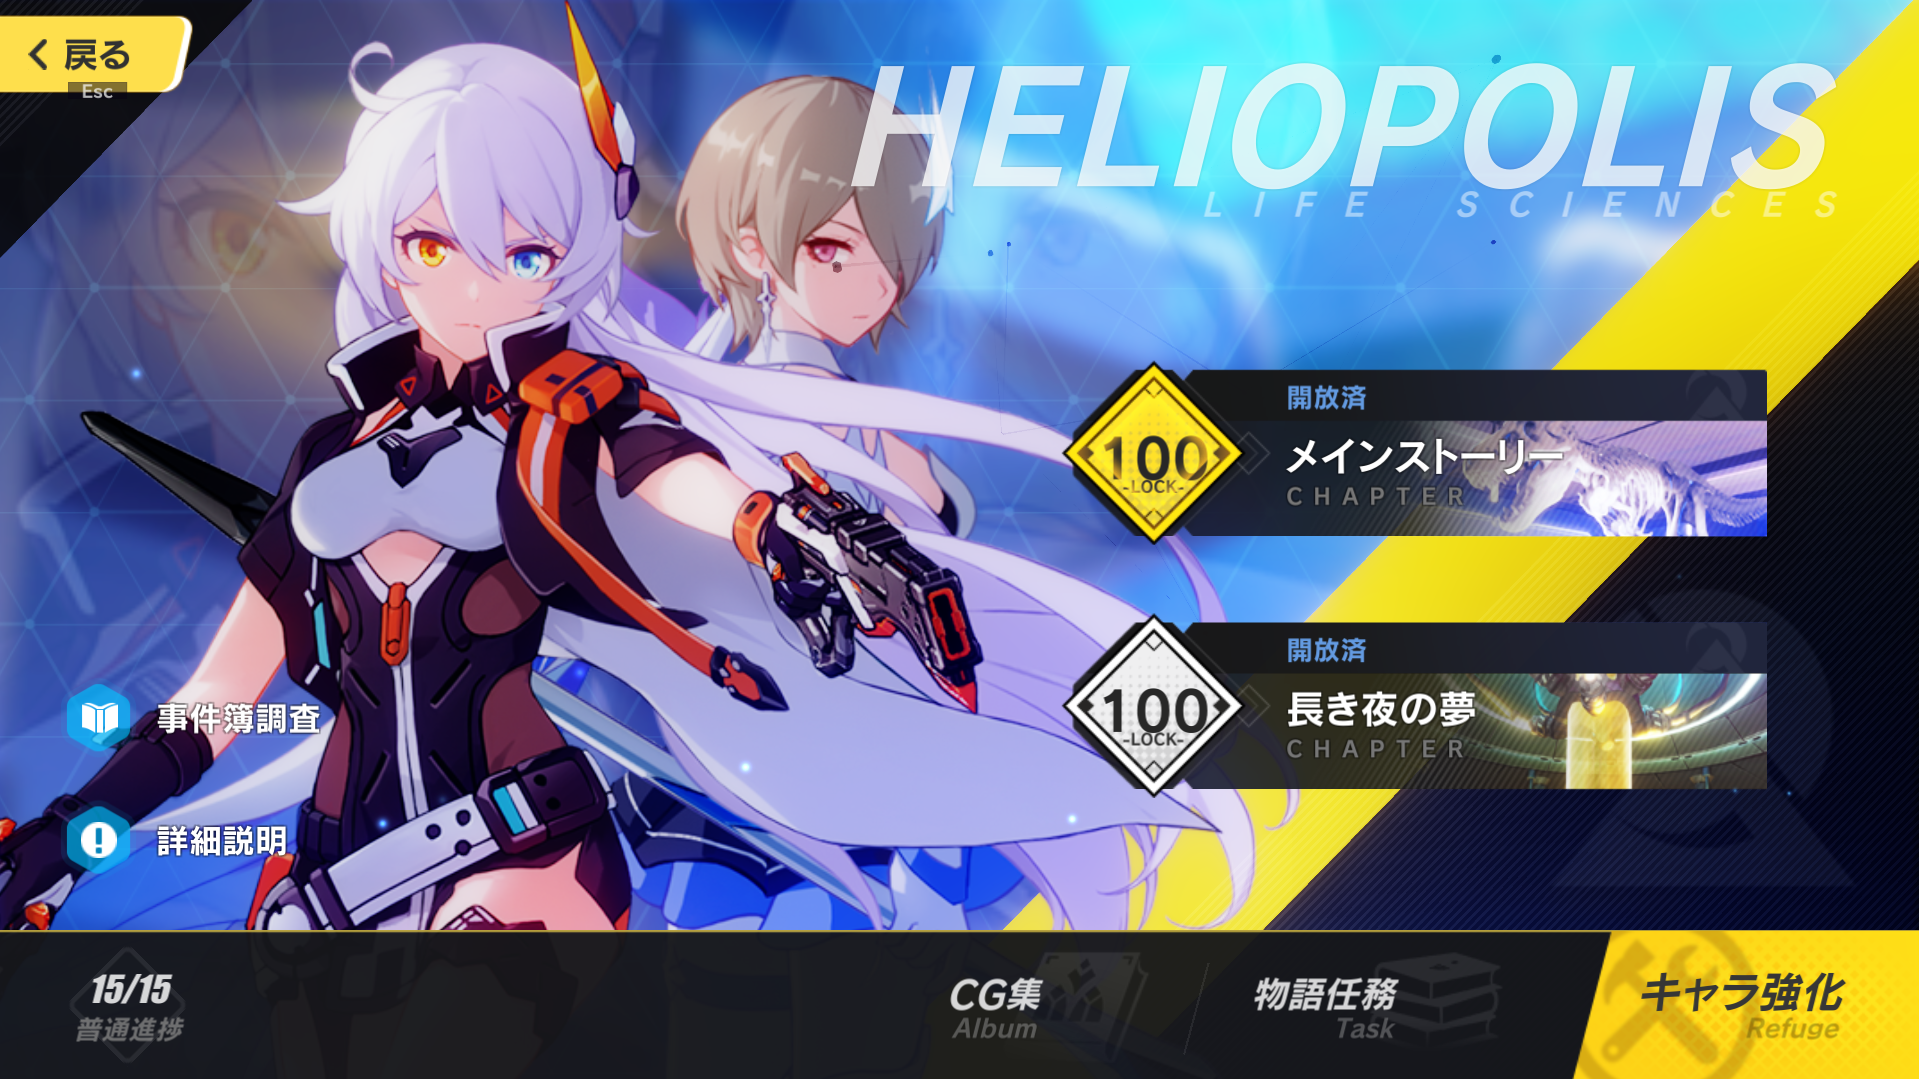 戻る
Esc
HELIOPOLIS
LIFE SCIENCES
開放済
100
-LOCK-
メインストーリー
CHAPTER
開放済
100
-LOCK-
長き夜の夢
CHAPTER
事件簿調査
詳細説明
15/15
普通進捗
CG集
Album
物語任務
Task
キャラ強化
Refuge